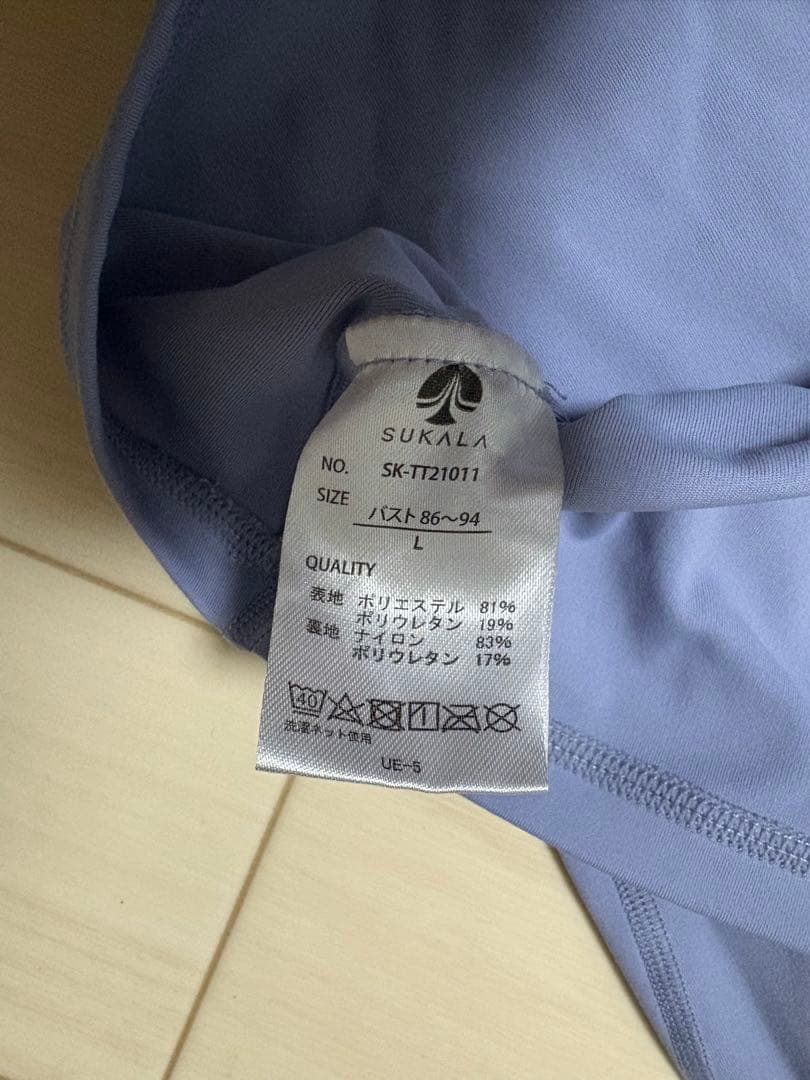 SUKALA
NO. SK-TT21011
SIZE
バスト 86〜94
L
QUALITY
表地 ポリエステル 81%
ポリウレタン 19%
裏地 ナイロン 83%
ポリウレタン 17%
40
洗濯ネット使用
UE-5